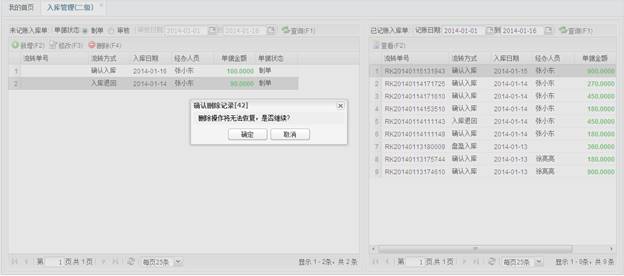 我的首页 入库管理(二级)
未记账入库单 单据状态 制单 审核 审核日期 2014-01-01 到 2014-01-16 查询(F1)
新增(F2) 修改(F3) 删除(F4)
流转单号 流转方式 入库日期 经办人员 单据金额 单据状态
1 确认入库 2014-01-16 张小东 180.0000 制单
2 入库退回 2014-01-14 张小东 90.0000 制单
确认删除记录[42]
删除操作将无法恢复，是否继续?
确定 取消
第 1 页共 1 页 每页25条 显示 1 - 2条，共 2 条
已记账入库单 记账日期 2014-01-01 到 2014-01-16 查询(F1)
查看(F2)
流转单号 流转方式 入库日期 经办人员 单据金额
1 RK20140115131943 确认入库 2014-01-15 张小东 900.0000
2 RK20140114171725 确认入库 2014-01-14 张小东 270.0000
3 RK20140114171610 确认入库 2014-01-14 张小东 450.0000
4 RK20140114153510 确认入库 2014-01-14 张小东 180.0000
5 RK20140114111143 入库退回 2014-01-14 张小东 450.0000
6 RK20140114111149 确认入库 2014-01-14 张小东 180.0000
7 RK20140113180009 盘盈入库 2014-01-13 360.0000
8 RK20140113175744 确认入库 2014-01-13 徐高高 180.0000
9 RK20140113174610 确认入库 2014-01-13 徐高高 900.0000
第 1 页共 1 页 每页25条 显示 1 - 9条，共 9 条